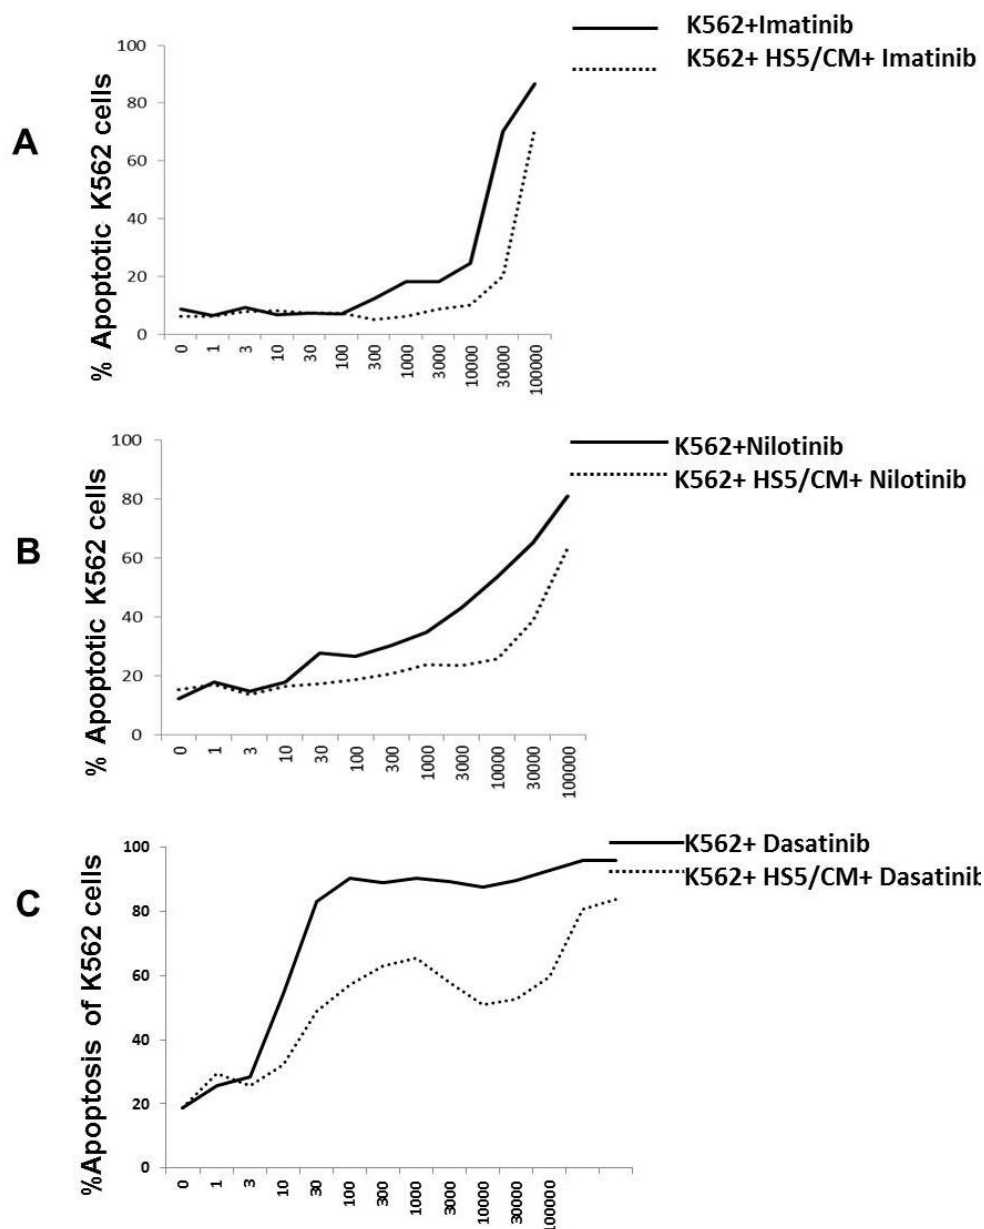 A
% Apoptotic K562 cells
K562+Imatinib
K562+ HS5/CM+ Imatinib
100
80
60
40
20
0
0 1 3 10 30 100 300 1000 3000 10000 30000 100000
B
% Apoptotic K562 cells
K562+Nilotinib
K562+ HS5/CM+ Nilotinib
100
80
60
40
20
0
0 1 3 10 30 100 300 1000 3000 10000 30000 100000
C
%Apoptosis of K562 cells
K562+ Dasatinib
K562+ HS5/CM+ Dasatinib
100
80
60
40
20
0
0 1 3 10 30 100 300 1000 3000 10000 30000 100000